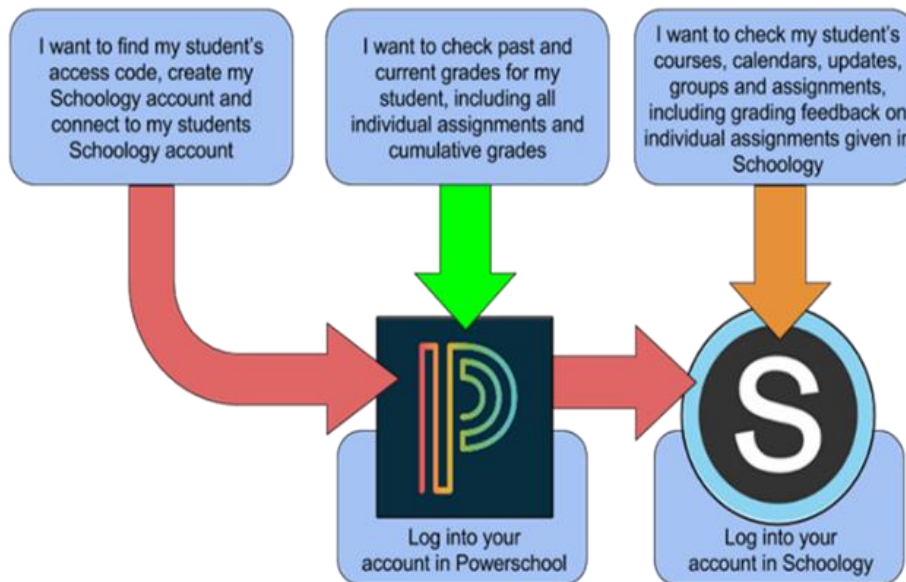 I want to find my student's
access code, create my
Schoology account and
connect to my students
Schoology account
I want to check past and
current grades for my
student, including all
individual assignments and
cumulative grades
I want to check my student's
courses, calendars, updates,
groups and assignments,
including grading feedback on
individual assignments given in
Schoology
P
S
Log into your
account in Powerschool
Log into your
account in Schoology